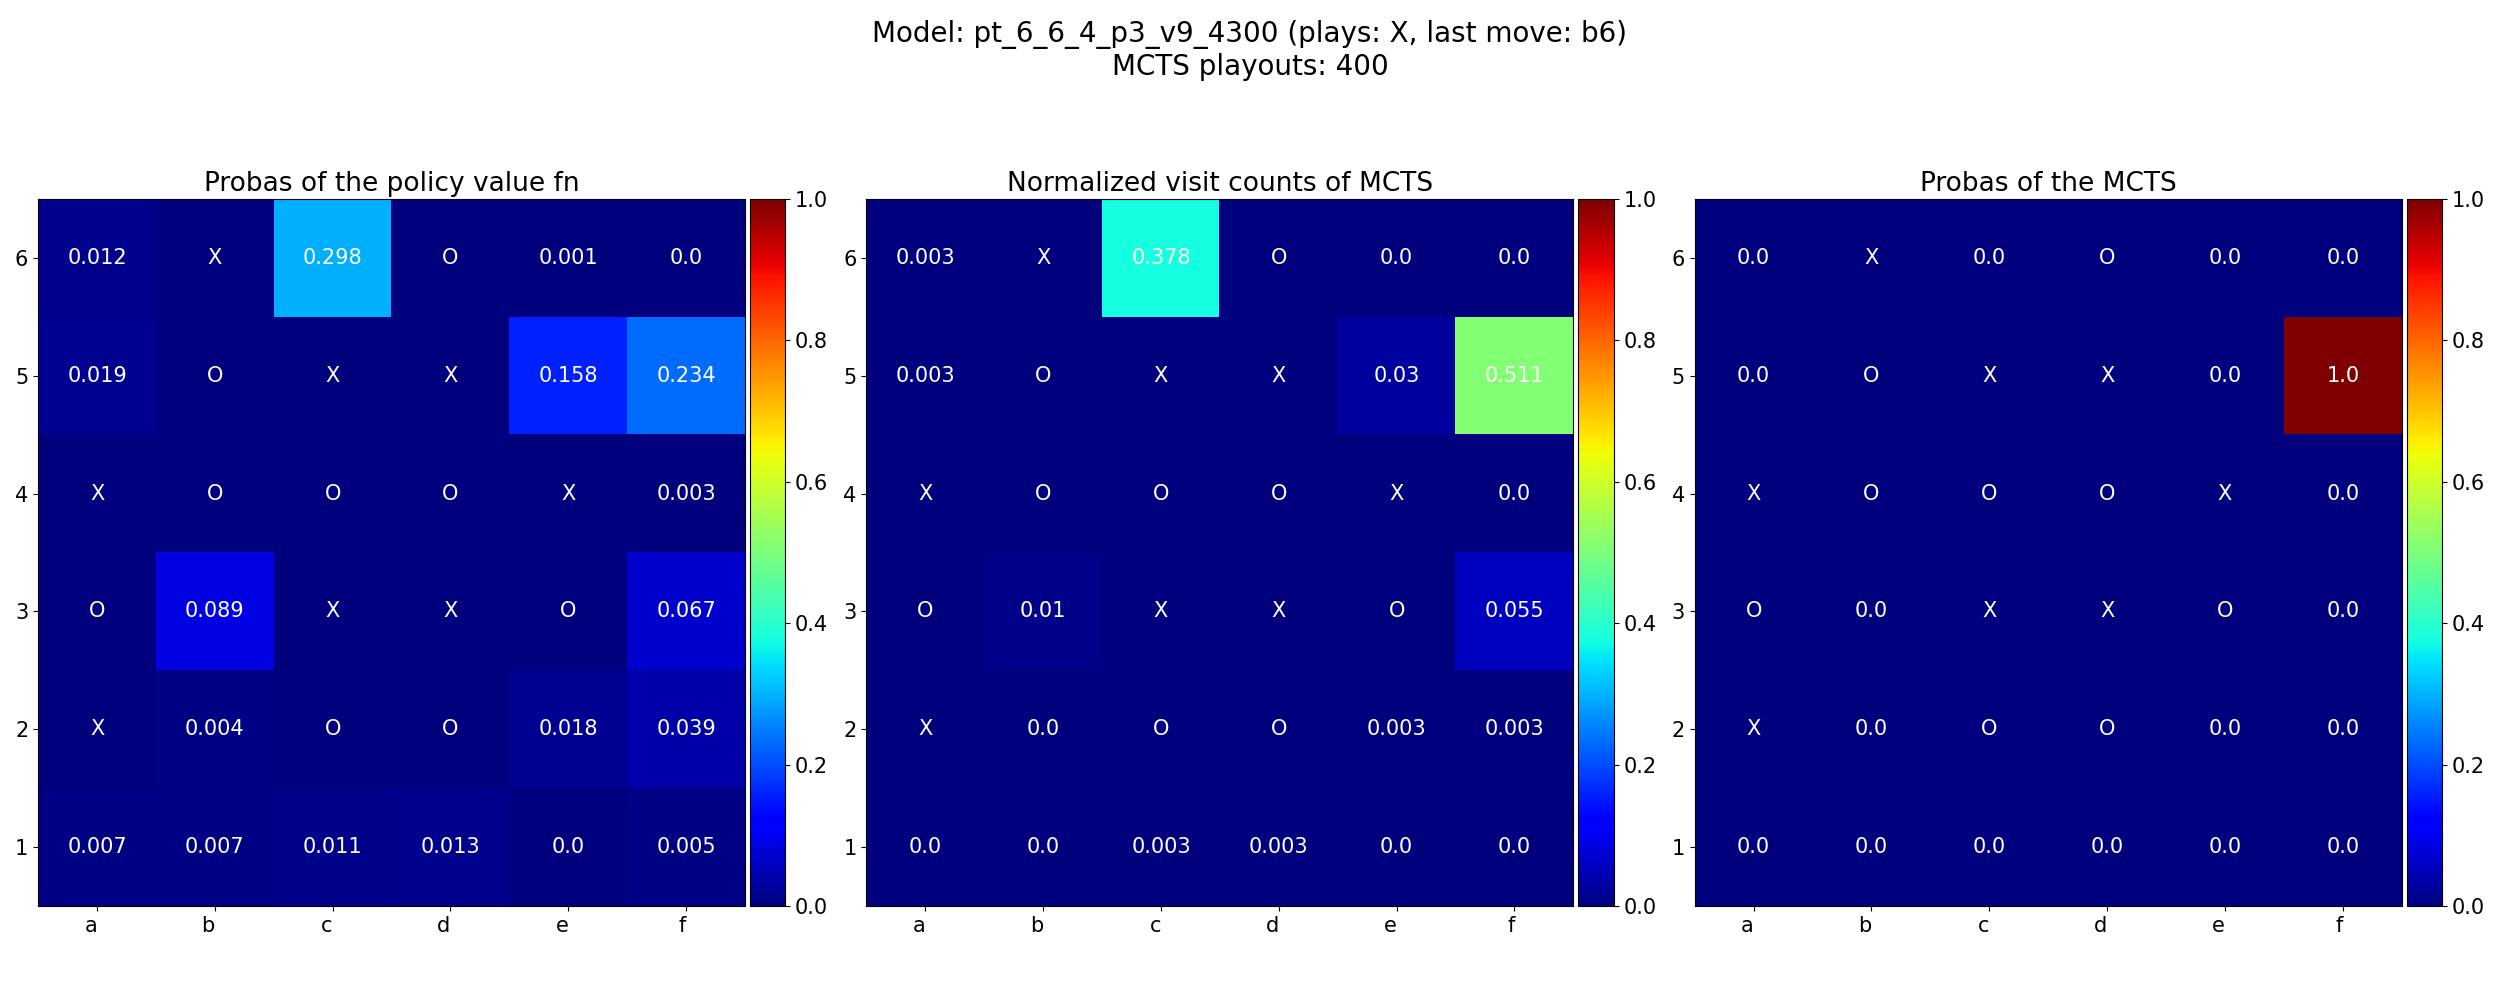 Model: pt_6_6_4_p3_v9_4300 (plays: X, last move: b6)
MCTS playouts: 400
Probas of the policy value fn
6 0.012 X 0.298 O 0.001 0.0
5 0.019 O X X 0.158 0.234
4 X O O O X 0.003
3 O 0.089 X X O 0.067
2 X 0.004 O O 0.018 0.039
1 0.007 0.007 0.011 0.013 0.0 0.005
a b c d e f
1.0
0.8
0.6
0.4
0.2
0.0
Normalized visit counts of MCTS
6 0.003 X 0.378 O 0.0 0.0
5 0.003 O X X 0.03 0.511
4 X O O O X 0.0
3 O 0.01 X X O 0.055
2 X 0.0 O O 0.003 0.003
1 0.0 0.0 0.003 0.003 0.0 0.0
a b c d e f
1.0
0.8
0.6
0.4
0.2
0.0
Probas of the MCTS
6 0.0 X 0.0 O 0.0 0.0
5 0.0 O X X 0.0 1.0
4 X O O O X 0.0
3 O 0.0 X X O 0.0
2 X 0.0 O O 0.0 0.0
1 0.0 0.0 0.0 0.0 0.0 0.0
a b c d e f
1.0
0.8
0.6
0.4
0.2
0.0